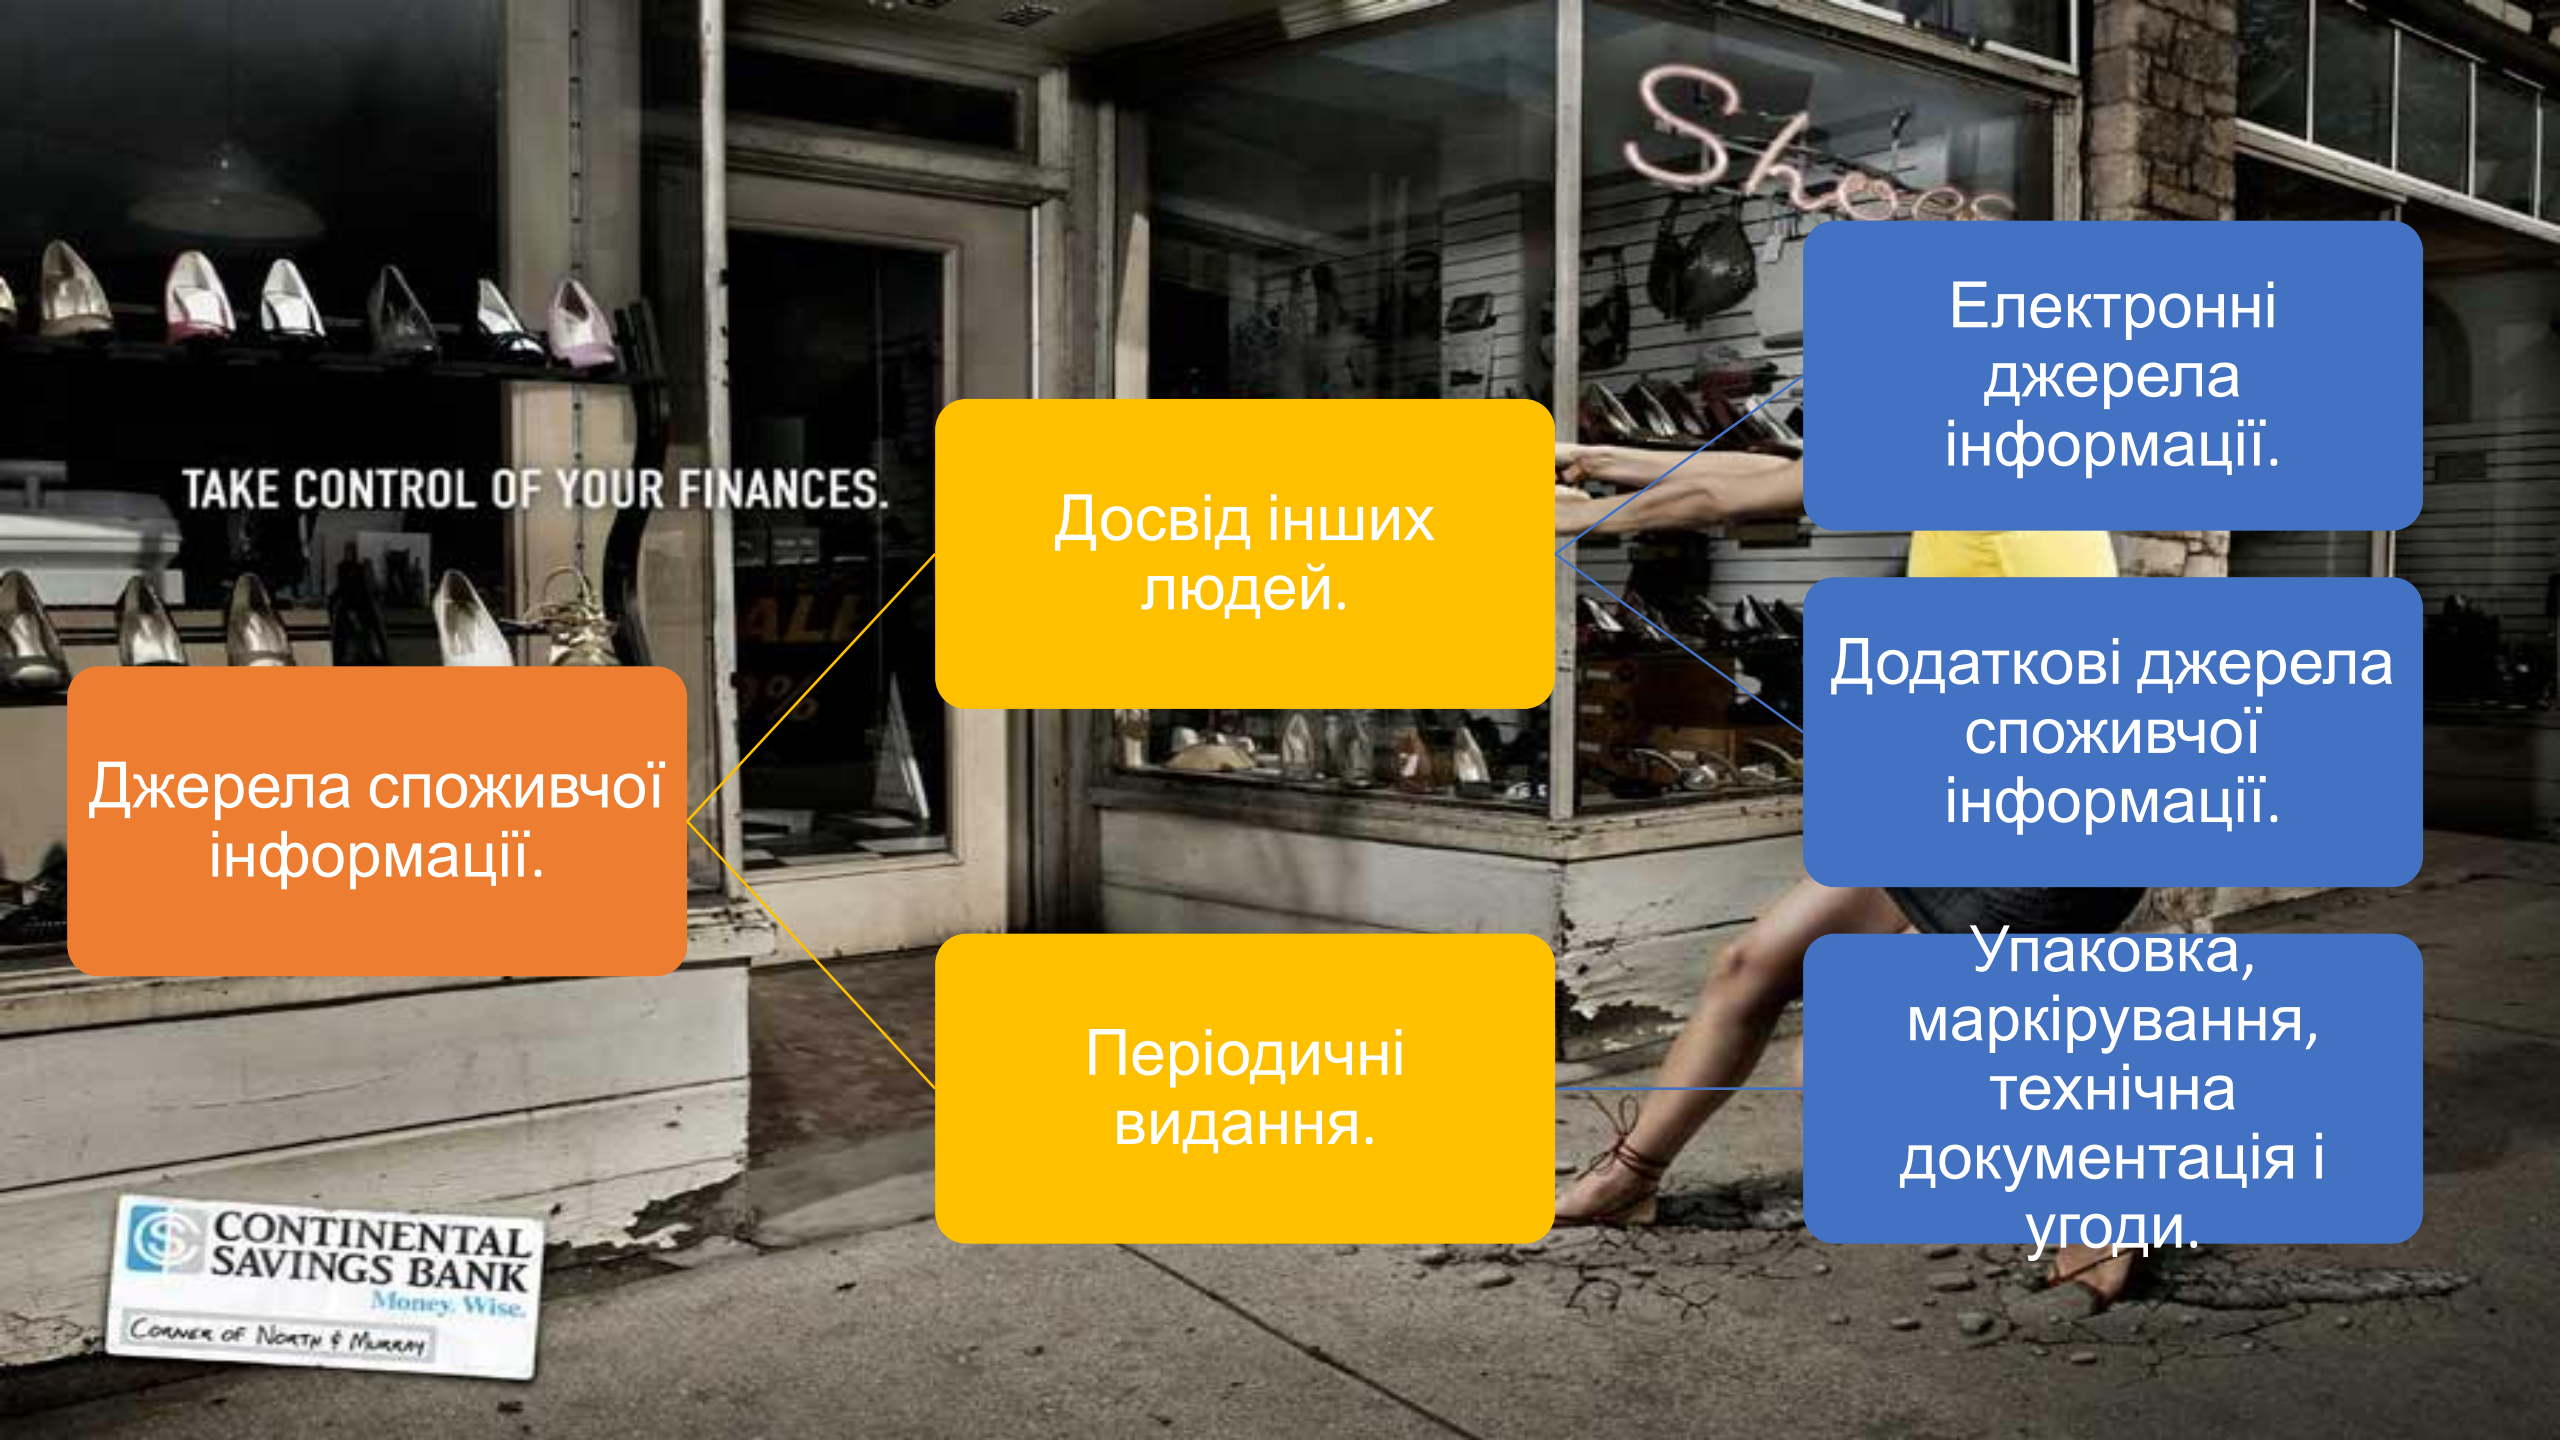 Shoes
TAKE CONTROL OF YOUR FINANCES.
Джерела споживчої
інформації.
Досвід інших
людей.
Періодичні
видання.
Електронні
джерела
інформації.
Додаткові джерела
споживчої
інформації.
Упаковка,
маркірування,
технічна
документація і
угоди.
CONTINENTAL
SAVINGS BANK
Money. Wise.
CORNER OF NORTH & MURRAY